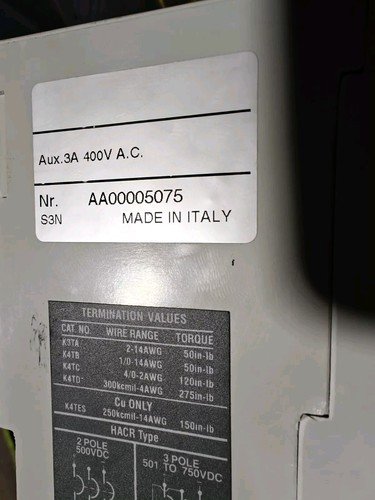 Aux.3A 400V A.C.
Nr. AA00005075
S3N MADE IN ITALY
TERMINATION VALUES
CAT. NO. WIRE RANGE TORQUE
K3TA 2-14AWG 50in-lb
K4TB 1/0-14AWG 50in-lb
K4TC 4/0-2AWG 120in-lb
K4TD 300kcmil-4AWG 275in-lb
Cu ONLY
K4TES 250kcmil-14AWG 150in-lb
HACR Type
2 POLE 3 POLE
500VDC 501 TO 750VDC